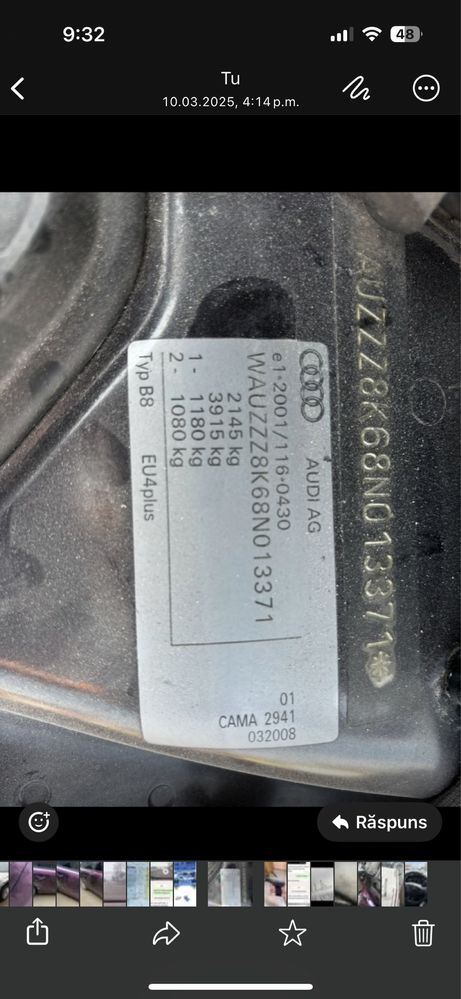 9:32
48
Tu
10.03.2025, 4:14 p.m.
AUDI AG
e1*2001/116*0430
WAUZZZ8K68N013371
2145 kg
3915 kg
1 - 1180 kg
2 - 1080 kg
Typ B8 EU4plus
01
CAMA 2941
032008
AUZZZ8K68N013371*
Răspuns